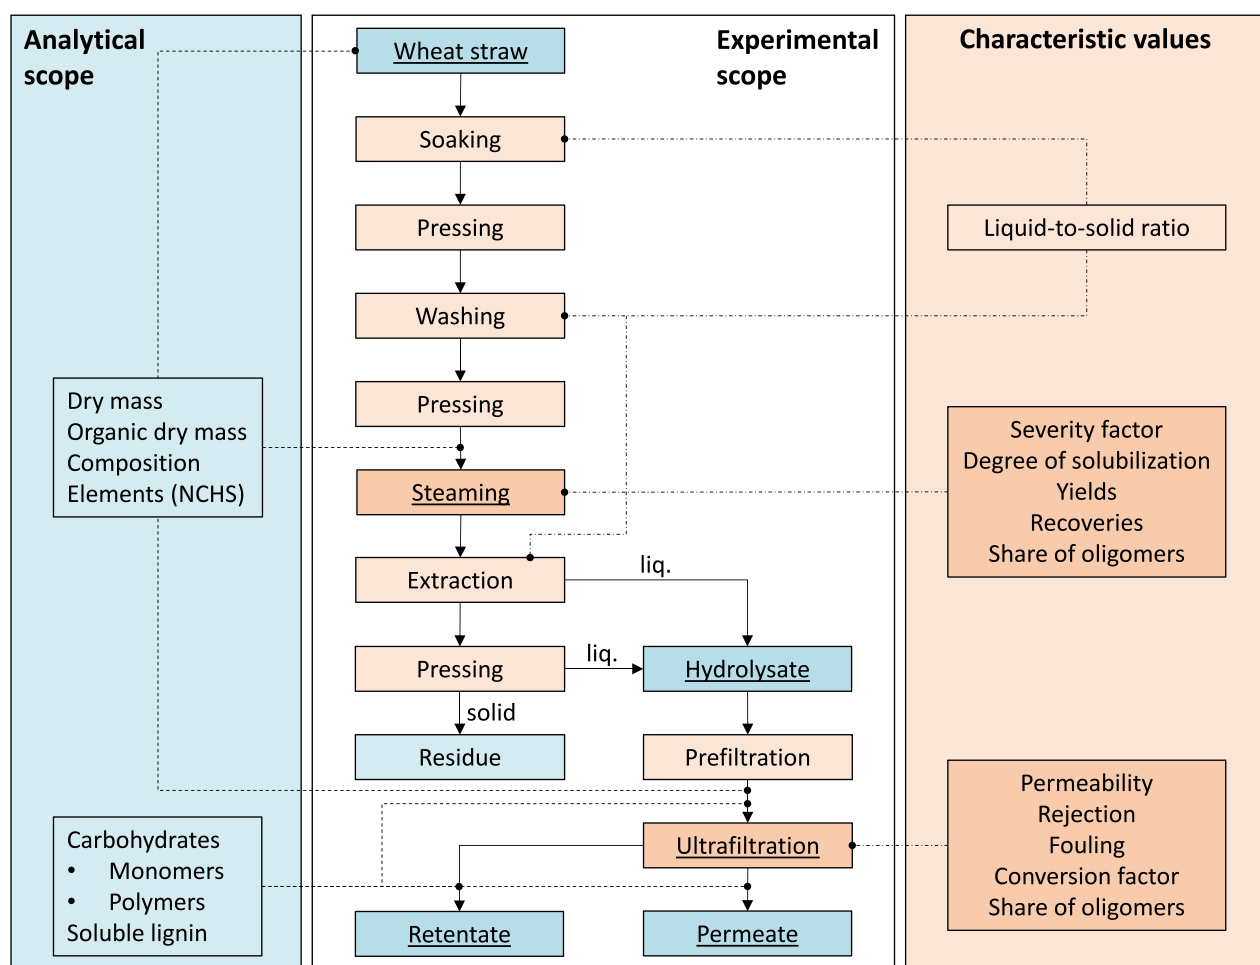 Analytical
scope
Dry mass
Organic dry mass
Composition
Elements (NCHS)
Carbohydrates
• Monomers
• Polymers
Soluble lignin
Experimental
scope
Wheat straw
Soaking
Pressing
Washing
Pressing
Steaming
Extraction
liq.
Pressing
liq.
Hydrolysate
solid
Residue
Prefiltration
Ultrafiltration
Retentate
Permeate
Characteristic values
Liquid-to-solid ratio
Severity factor
Degree of solubilization
Yields
Recoveries
Share of oligomers
Permeability
Rejection
Fouling
Conversion factor
Share of oligomers